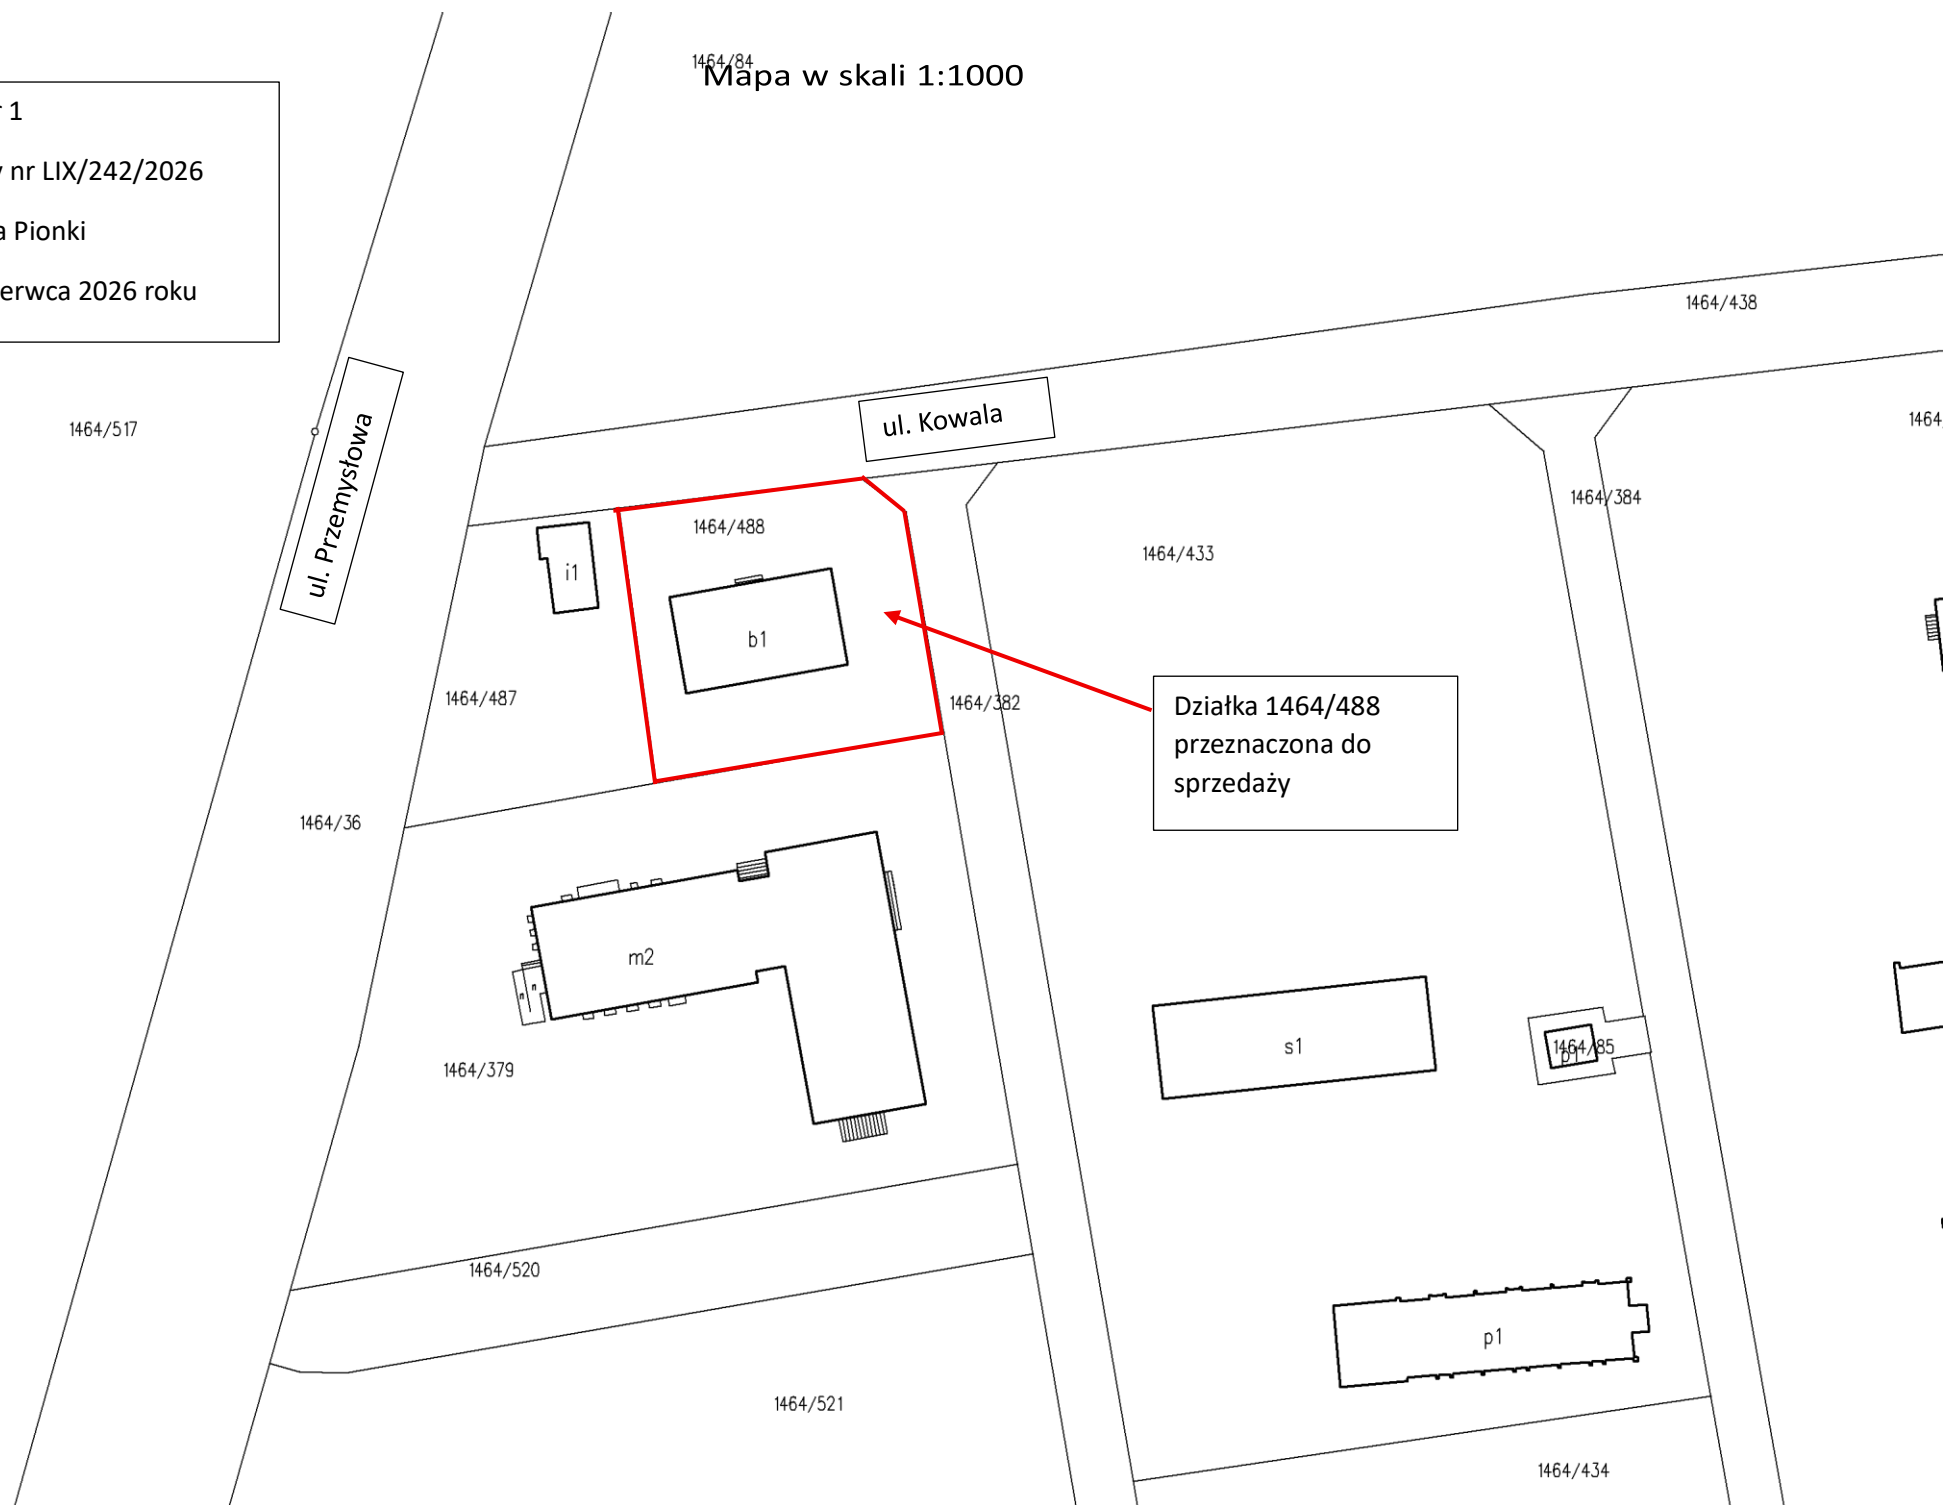 1464/84
Mapa w skali 1:1000
r 1
nr LIX/242/2026
a Pionki
erwca 2026 roku
1464/438
1464/517
ul. Przemysłowa
ul. Kowala
1464/
1464/384
1464/488
1464/433
i1
b1
1464/487
1464/382
Działka 1464/488
przeznaczona do
sprzedaży
1464/36
m2
s1
1464/85
p1
1464/379
1464/520
p1
1464/521
1464/434